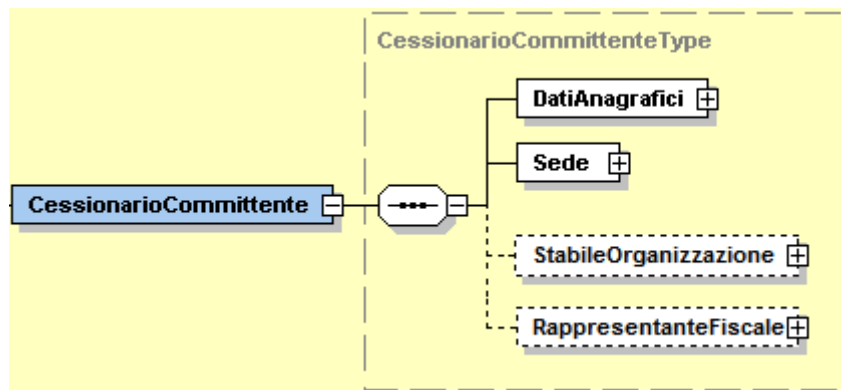 CessionarioCommittenteType
DatiAnagrafici
Sede
CessionarioCommittente
StabileOrganizzazione
RappresentanteFiscale